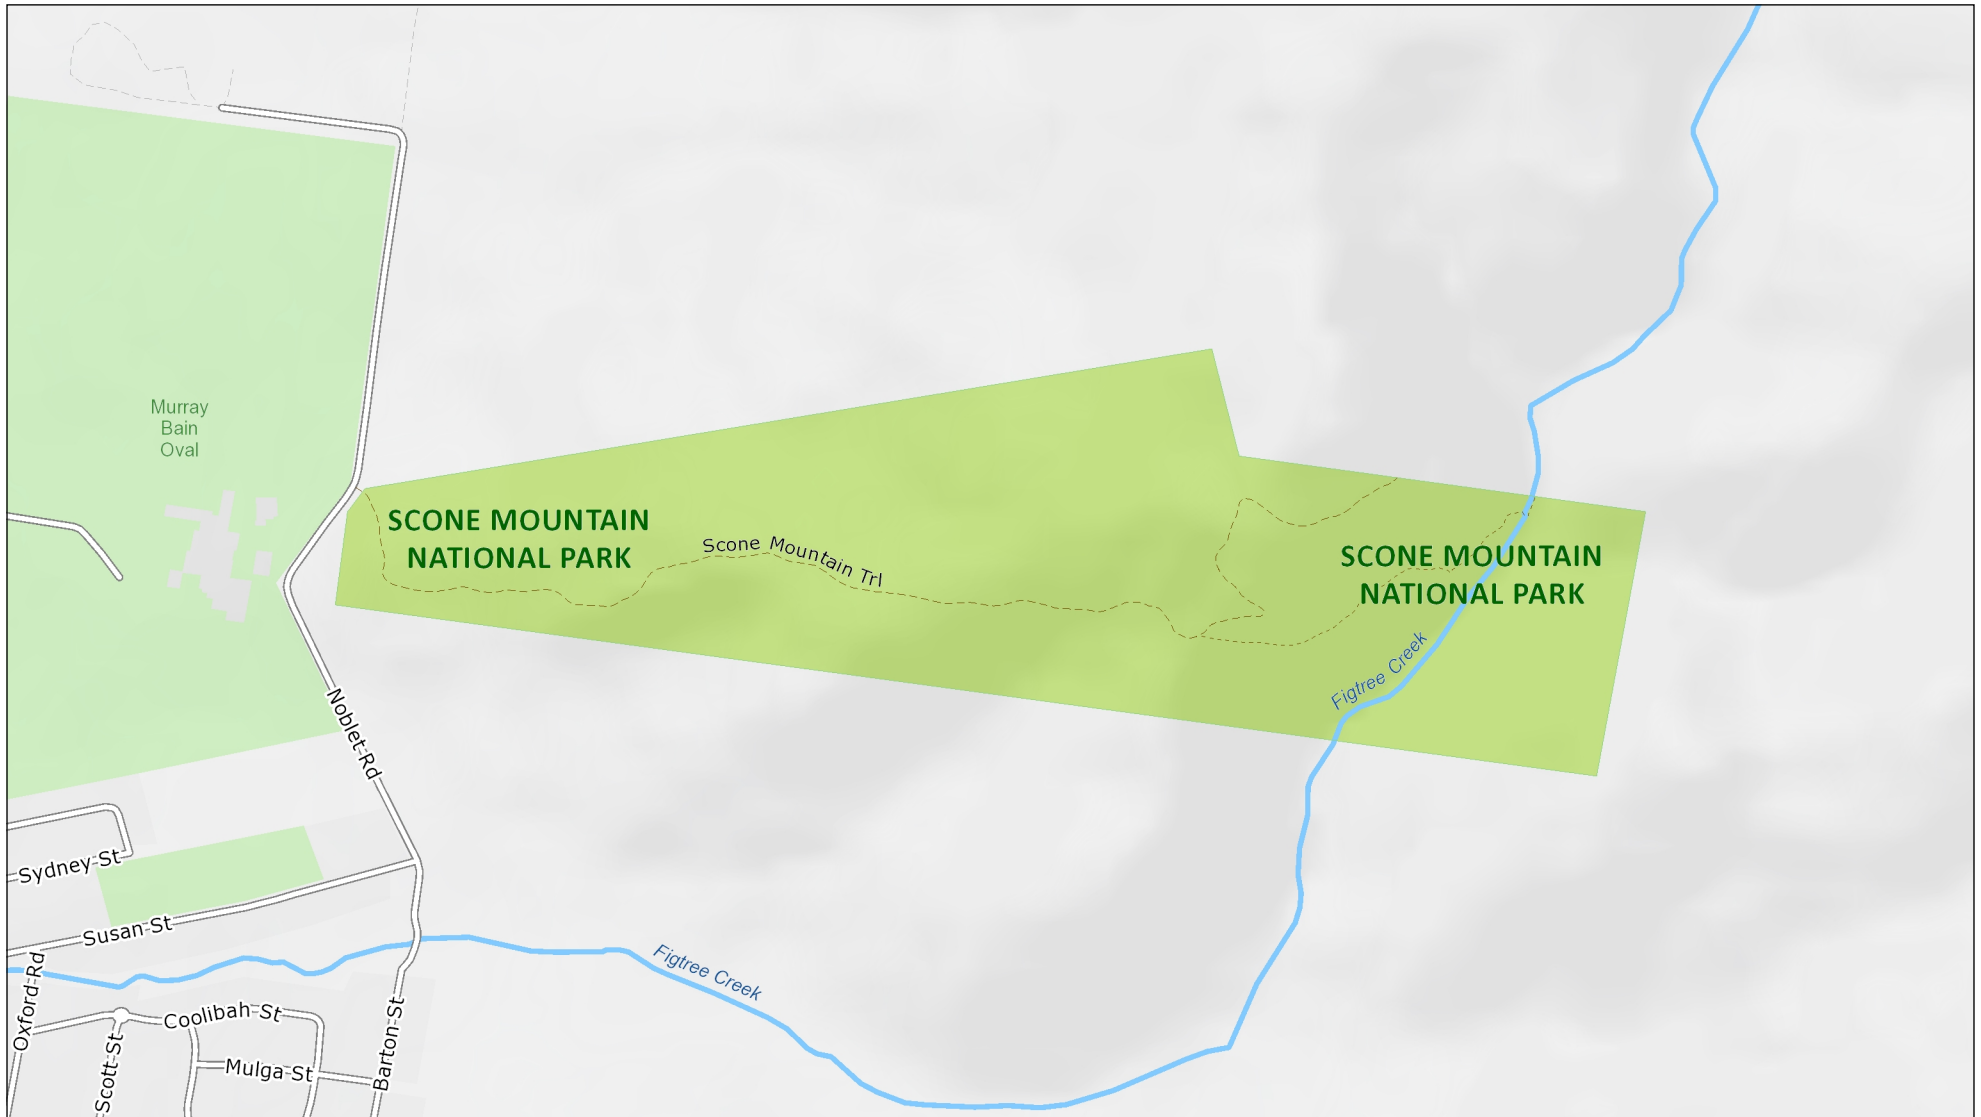 Murray
Bain
Oval
SCONE MOUNTAIN
NATIONAL PARK
Scone Mountain Trl
SCONE MOUNTAIN
NATIONAL PARK
Figtree Creek
Noblet Rd
Sydney St
Susan St
Figtree Creek
Oxford Rd
Coolibah St
Barton St
Scott St
Mulga St